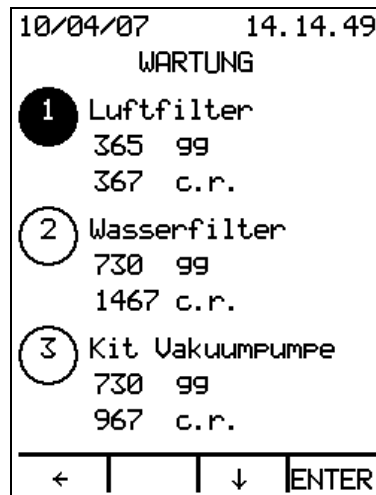 10/04/07 14.14.49
WARTUNG
1 Luftfilter
365 gg
367 c.r.
2 Wasserfilter
730 gg
1467 c.r.
3 Kit Vakuumpumpe
730 gg
967 c.r.
← ↓ ENTER